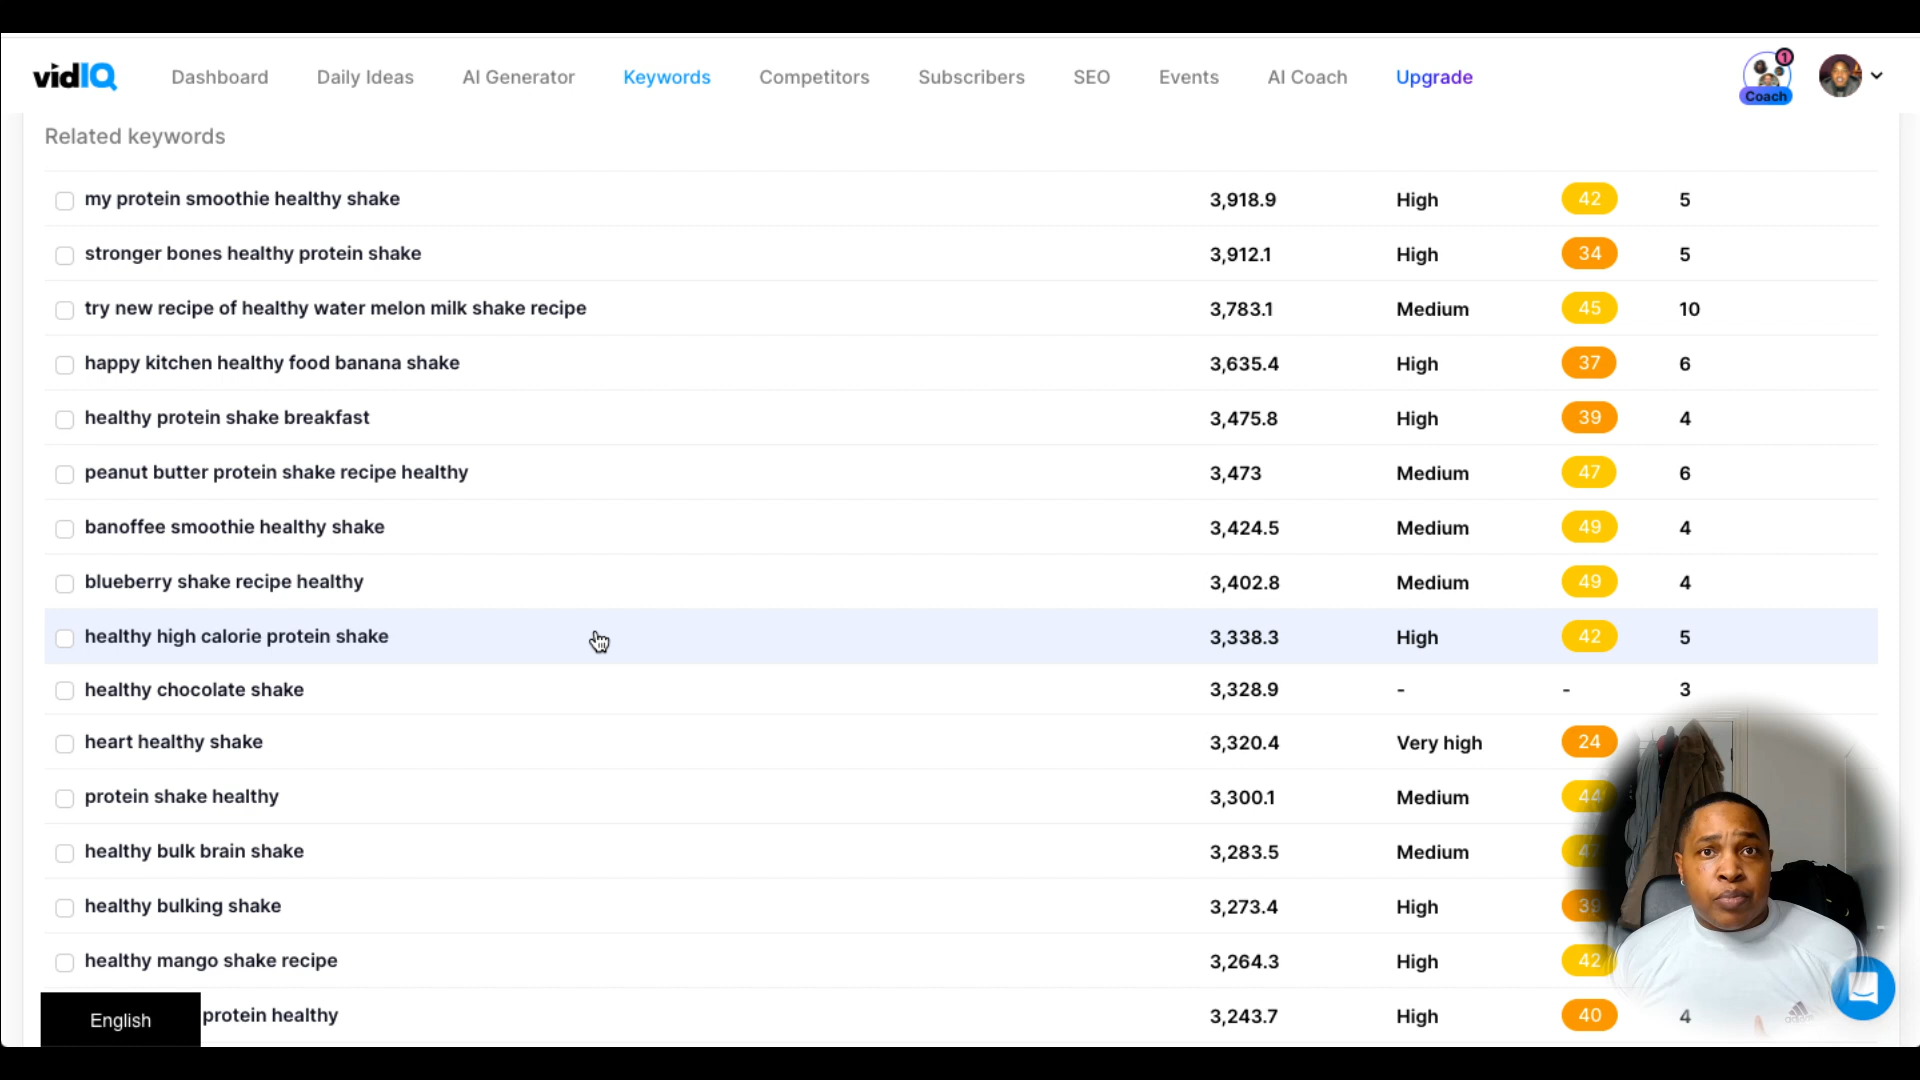 vidIQ Dashboard Daily Ideas AI Generator Keywords Competitors Subscribers SEO Events AI Coach Upgrade 1 Coach
Related keywords
my protein smoothie healthy shake 3,918.9 High 42 5
stronger bones healthy protein shake 3,912.1 High 34 5
try new recipe of healthy water melon milk shake recipe 3,783.1 Medium 45 10
happy kitchen healthy food banana shake 3,635.4 High 37 6
healthy protein shake breakfast 3,475.8 High 39 4
peanut butter protein shake recipe healthy 3,473 Medium 47 6
banoffee smoothie healthy shake 3,424.5 Medium 49 4
blueberry shake recipe healthy 3,402.8 Medium 49 4
healthy high calorie protein shake 3,338.3 High 42 5
healthy chocolate shake 3,328.9 - - 3
heart healthy shake 3,320.4 Very high 24
protein shake healthy 3,300.1 Medium 44
healthy bulk brain shake 3,283.5 Medium
healthy bulking shake 3,273.4 High 39
healthy mango shake recipe 3,264.3 High 42
English protein healthy 3,243.7 High 40 4
adidas